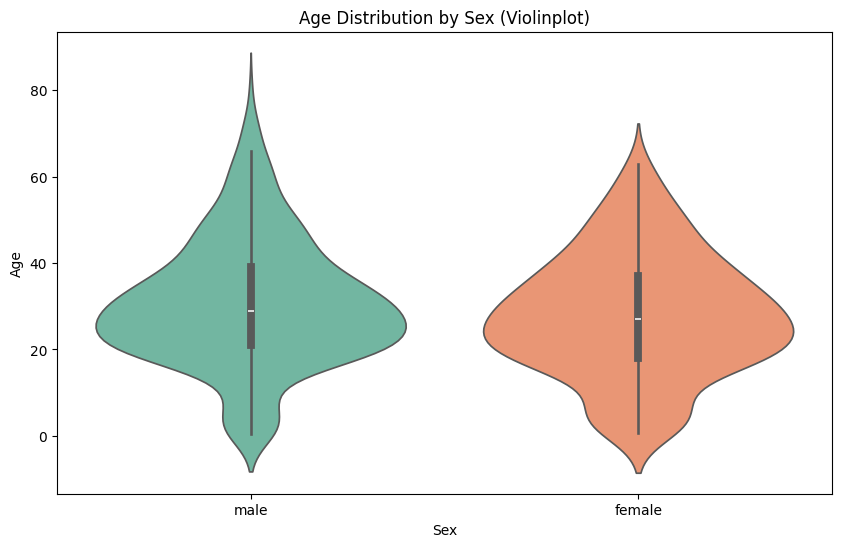 Age Distribution by Sex (Violinplot)
80
60
40
20
0
Age
male
female
Sex